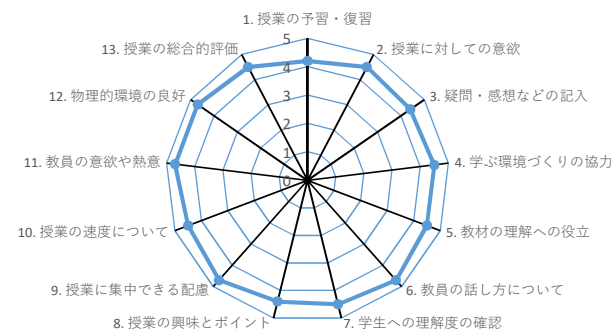 1. 授業の予習・復習
2. 授業に対しての意欲
3. 疑問・感想などの記入
4. 学ぶ環境づくりの協力
5. 教材の理解への役立
6. 教員の話し方について
7. 学生への理解度の確認
8. 授業の興味とポイント
9. 授業に集中できる配慮
10. 授業の速度について
11. 教員の意欲や熱意
12. 物理的環境の良好
13. 授業の総合的評価
5
4
3
2
1
0